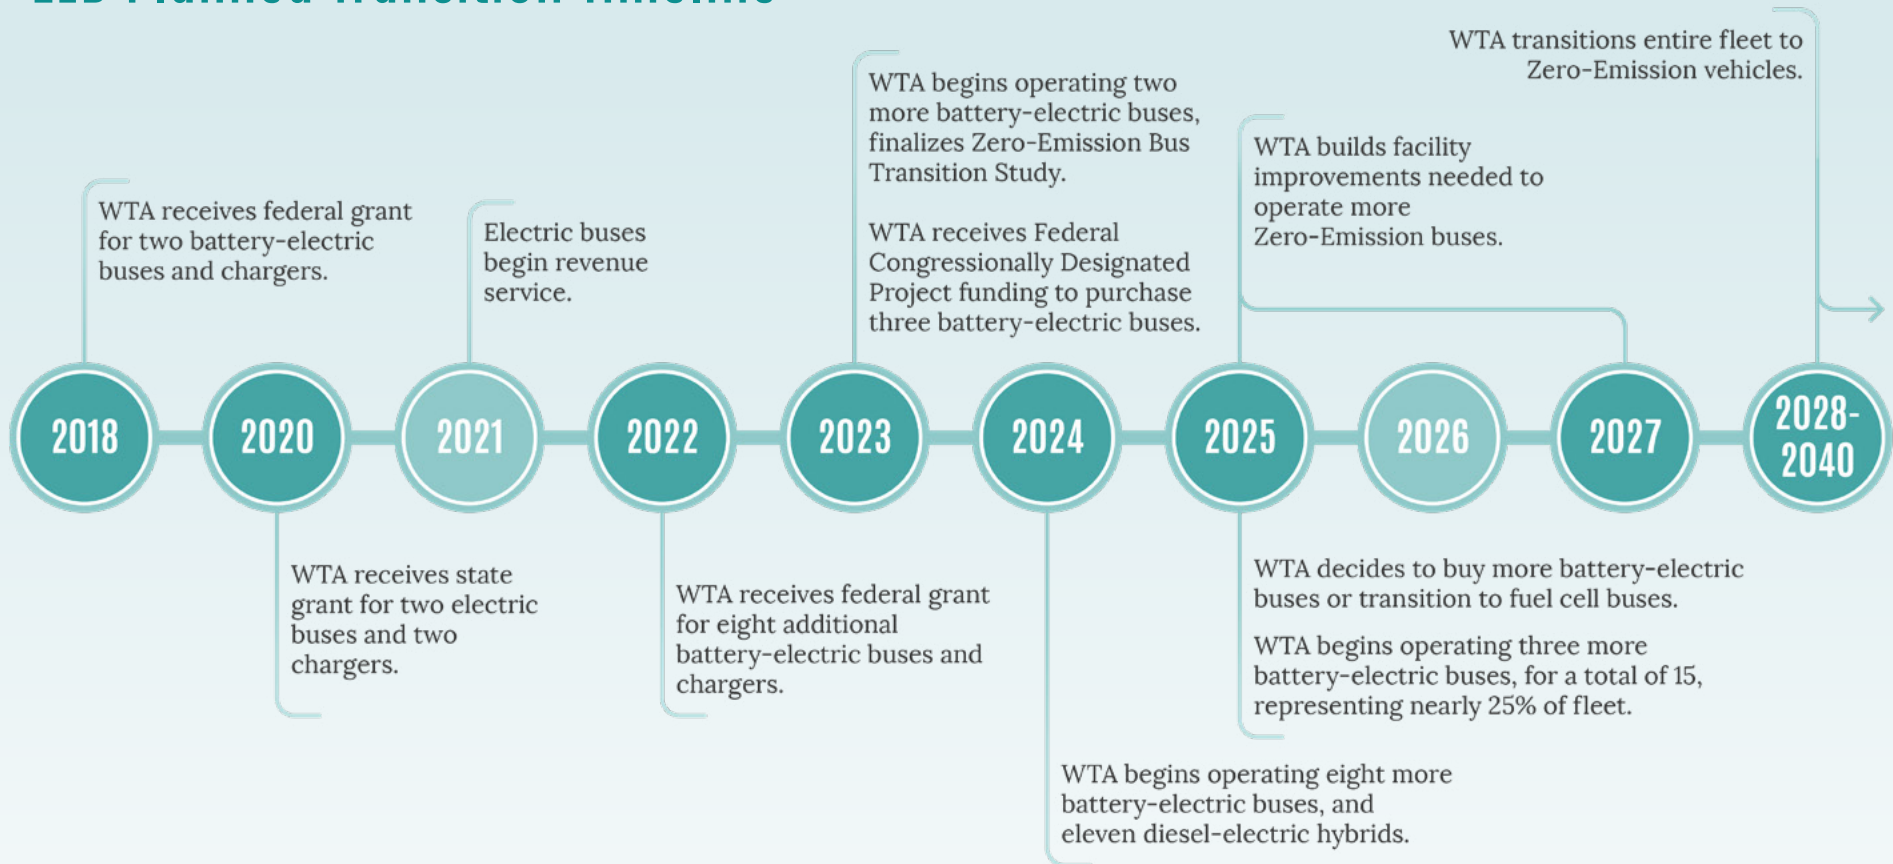 ZEB Planned Transition Timeline
WTA receives federal grant
for two battery-electric
buses and chargers.
Electric buses
begin revenue
service.
WTA begins operating two
more battery-electric buses,
finalizes Zero-Emission Bus
Transition Study.
WTA receives Federal
Congressionally Designated
Project funding to purchase
three battery-electric buses.
WTA builds facility
improvements needed to
operate more
Zero-Emission buses.
WTA transitions entire fleet to
Zero-Emission vehicles.
2018
2020
2021
2022
2023
2024
2025
2026
2027
2028-
2040
WTA receives state
grant for two electric
buses and two
chargers.
WTA receives federal grant
for eight additional
battery-electric buses and
chargers.
WTA begins operating eight more
battery-electric buses, and
eleven diesel-electric hybrids.
WTA decides to buy more battery-electric
buses or transition to fuel cell buses.
WTA begins operating three more
battery-electric buses, for a total of 15,
representing nearly 25% of fleet.